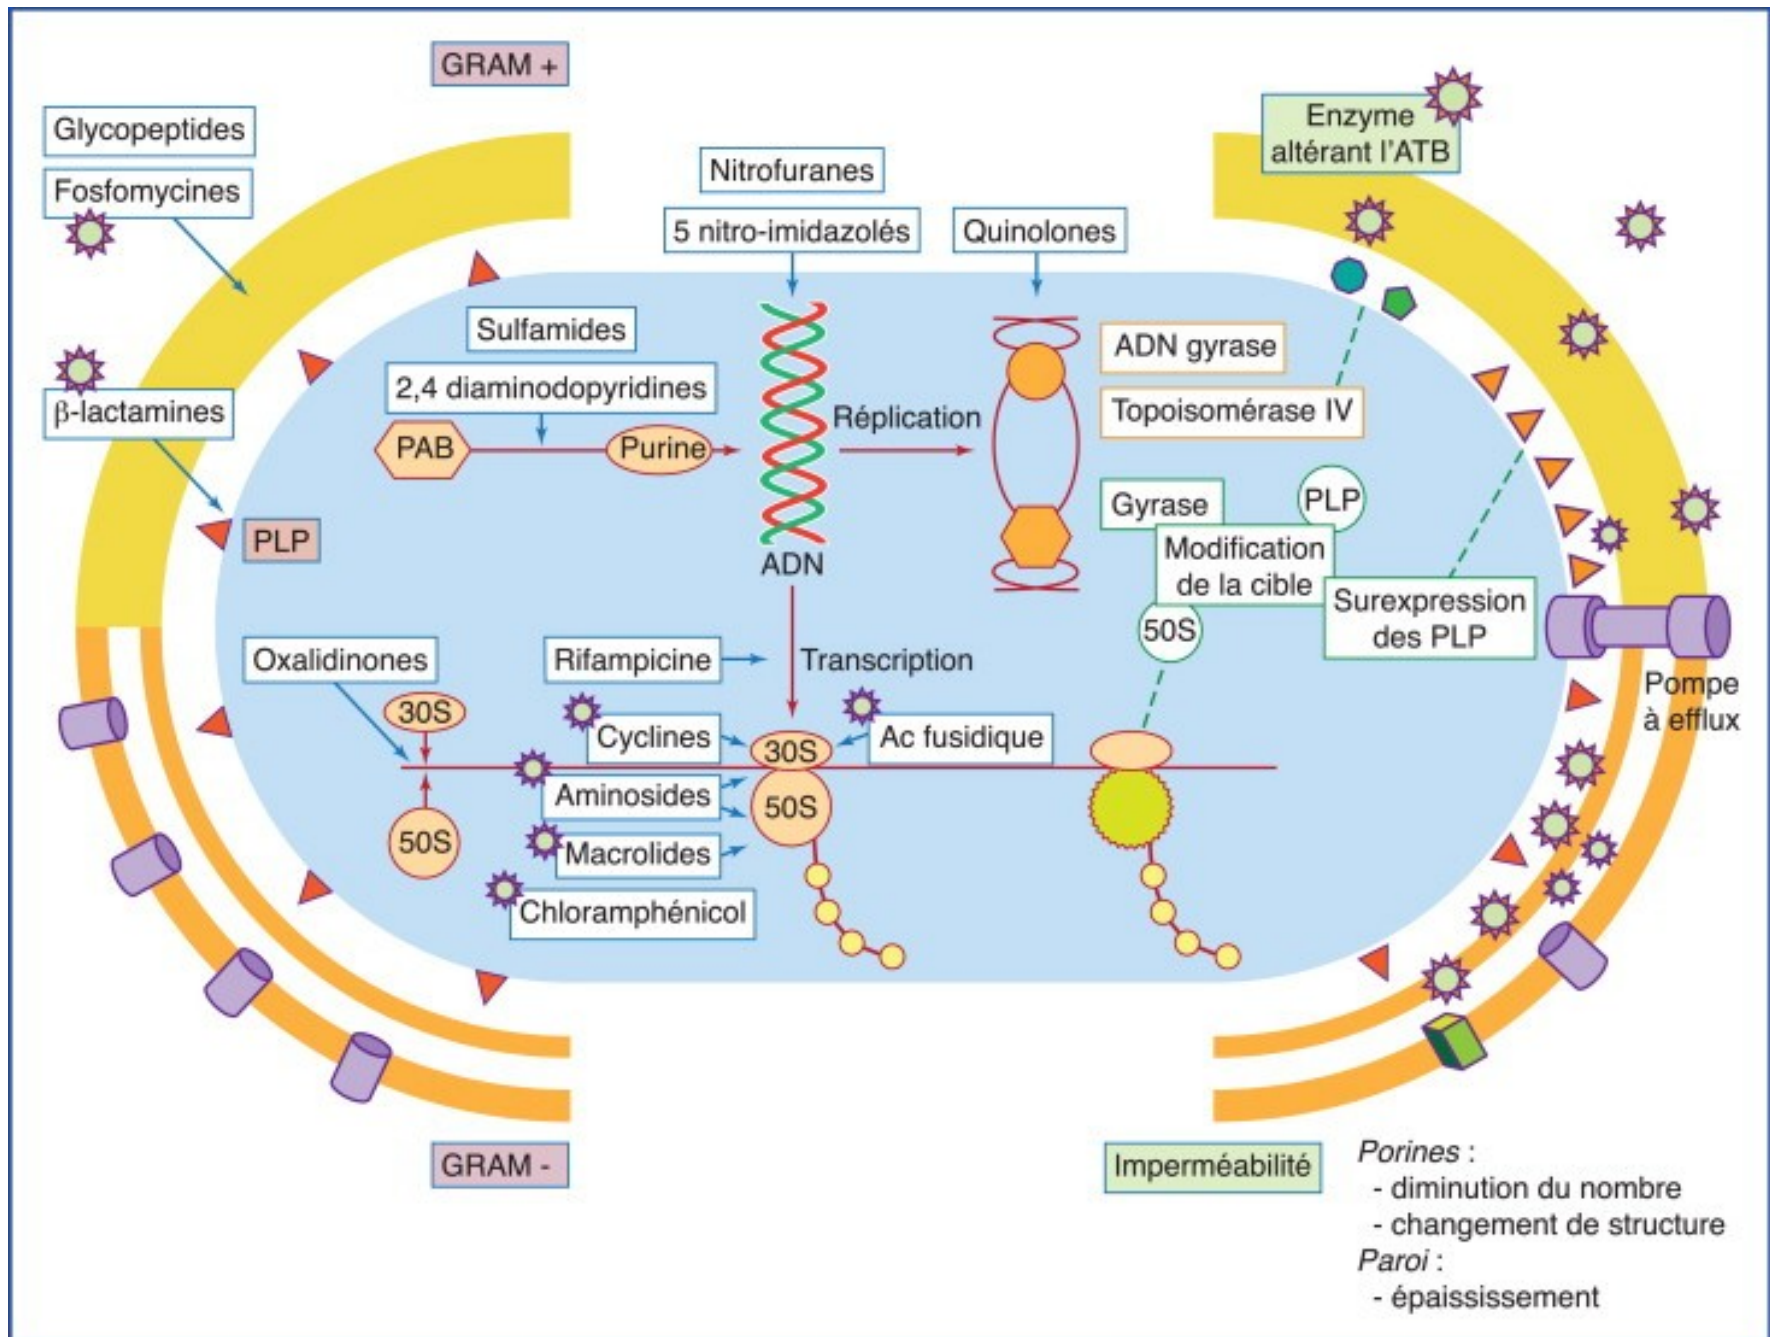 GRAM +
Glycopeptides
Fosfomycines
β-lactamines
PLP
Sulfamides
2,4 diaminodopyridines
PAB
Purine
Nitrofuranes
5 nitro-imidazolés
Quinolones
ADN
Réplication
ADN gyrase
Topoisomérase IV
Enzyme
altérant l'ATB
Gyrase
PLP
Modification
de la cible
50S
Surexpression
des PLP
Pompe
à efflux
Oxalidinones
30S
50S
Rifampicine
Transcription
Cyclines
30S
Ac fusidique
Aminosides
50S
Macrolides
Chloramphénicol
GRAM -
Imperméabilité
Porines :
- diminution du nombre
- changement de structure
Paroi :
- épaississement